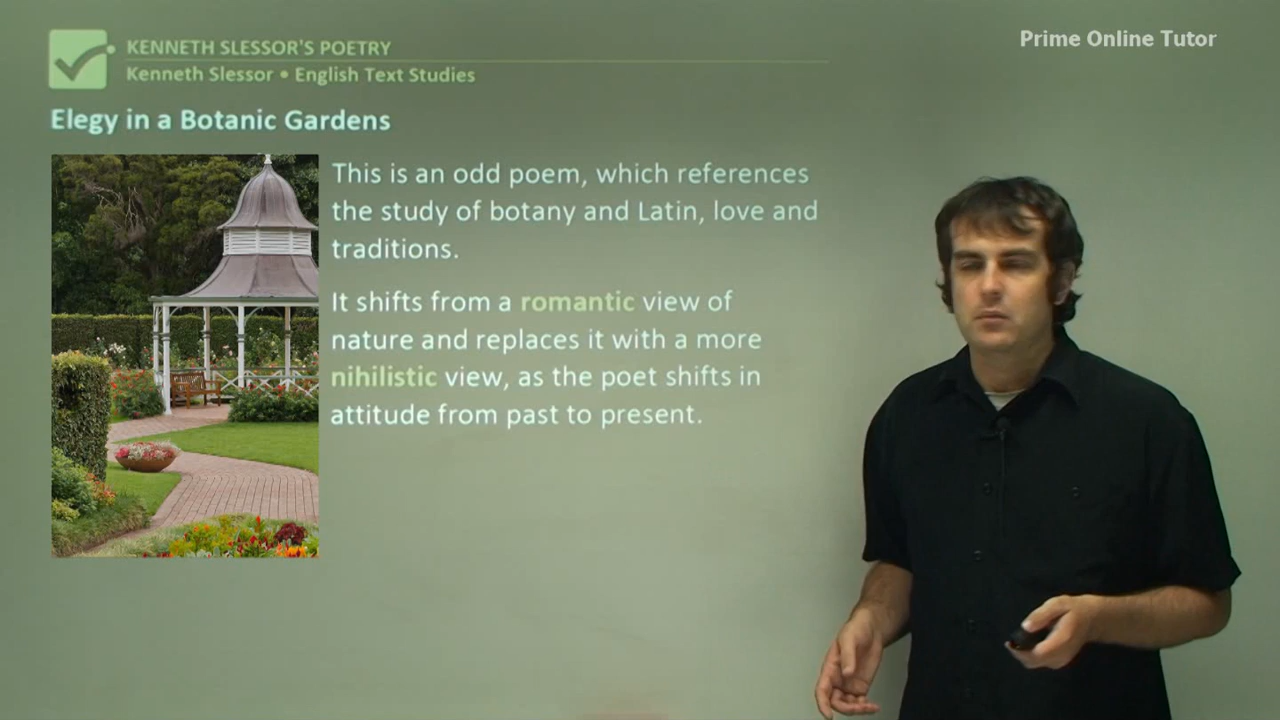 KENNETH SLESSOR'S POETRY
Prime Online Tutor
Kenneth Slessor • English Text Studies
Elegy in a Botanic Gardens
This is an odd poem, which references
the study of botany and Latin, love and
traditions.
It shifts from a romantic view of
nature and replaces it with a more
nihilistic view, as the poet shifts in
attitude from past to present.